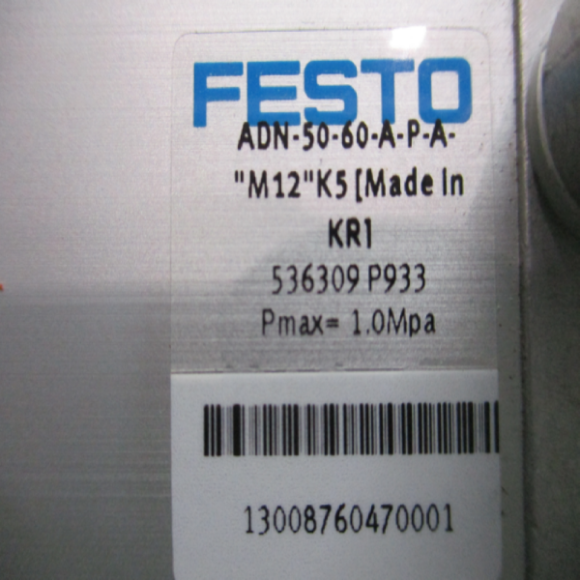 FESTO
ADN-50-60-A-P-A-
"M12"K5[Made In
KR]
536309 P933
Pmax= 1.0Mpa
13008760470001